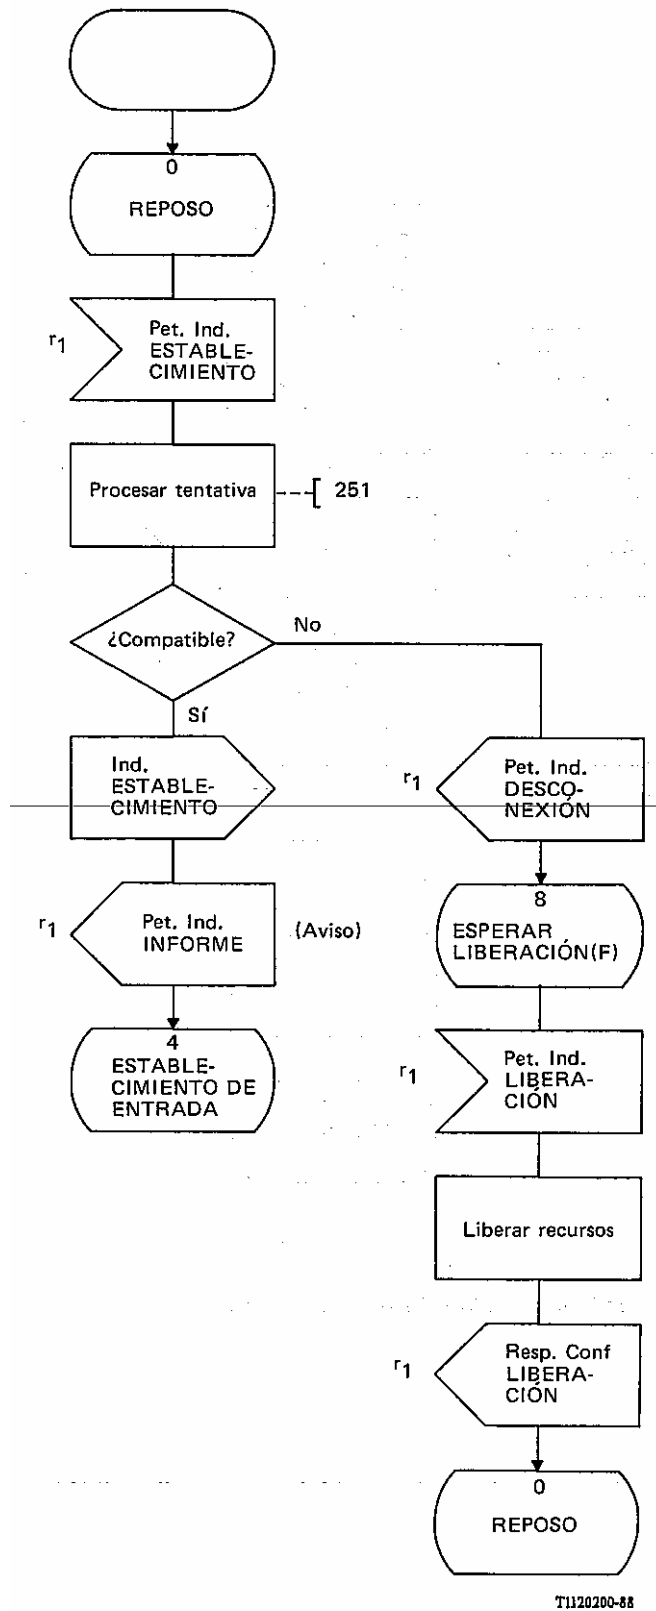 0
REPOSO
r1
Pet. Ind.
ESTABLE-
CIMIENTO
Procesar tentativa
251
¿Compatible?
No
Sí
Ind.
ESTABLE-
CIMIENTO
r1
Pet. Ind.
DESCO-
NEXIÓN
r1
Pet. Ind.
INFORME
(Aviso)
8
ESPERAR
LIBERACIÓN(F)
4
ESTABLE-
CIMIENTO DE
ENTRADA
r1
Pet. Ind.
LIBERA-
CIÓN
Liberar recursos
r1
Resp. Conf
LIBERA-
CIÓN
0
REPOSO
T1120200-88